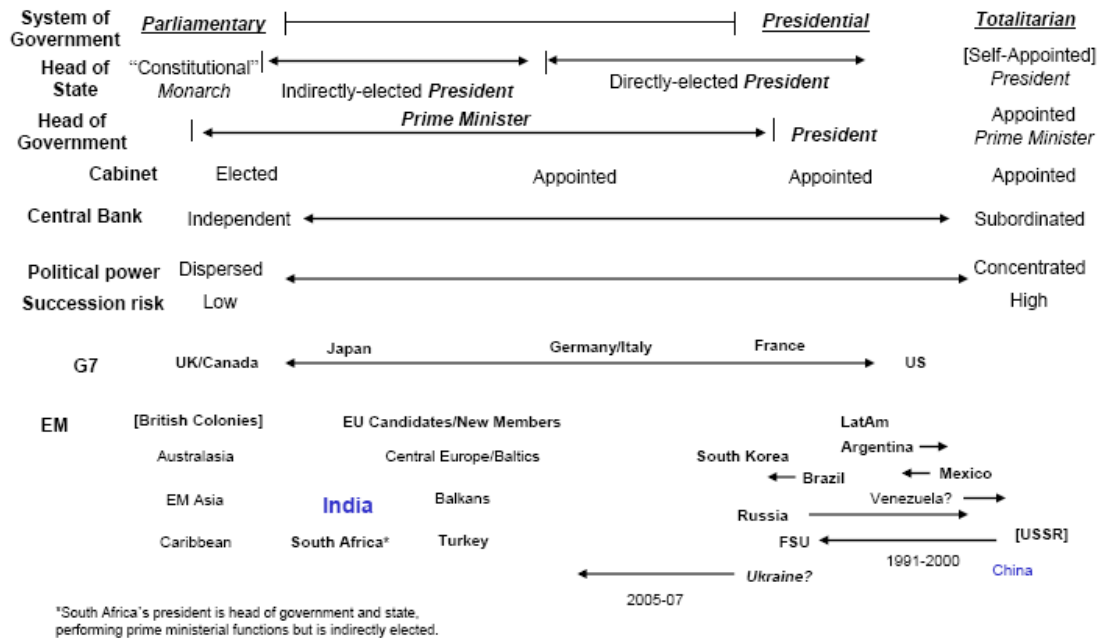 System of Government Parliamentary Presidential Totalitarian
Head of State “Constitutional” Monarch Indirectly-elected President Directly-elected President [Self-Appointed] President
Head of Government Prime Minister President Appointed Prime Minister
Cabinet Elected Appointed Appointed Appointed
Central Bank Independent Subordinated
Political power Dispersed Concentrated
Succession risk Low High
G7 UK/Canada Japan Germany/Italy France US
EM [British Colonies] EU Candidates/New Members LatAm
Argentina
Australasia Central Europe/Baltics South Korea
Brazil Mexico
EM Asia India Balkans Venezuela?
Russia
Caribbean South Africa* Turkey FSU [USSR]
1991-2000 China
Ukraine?
2005-07
*South Africa´s president is head of government and state,
performing prime ministerial functions but is indirectly elected.